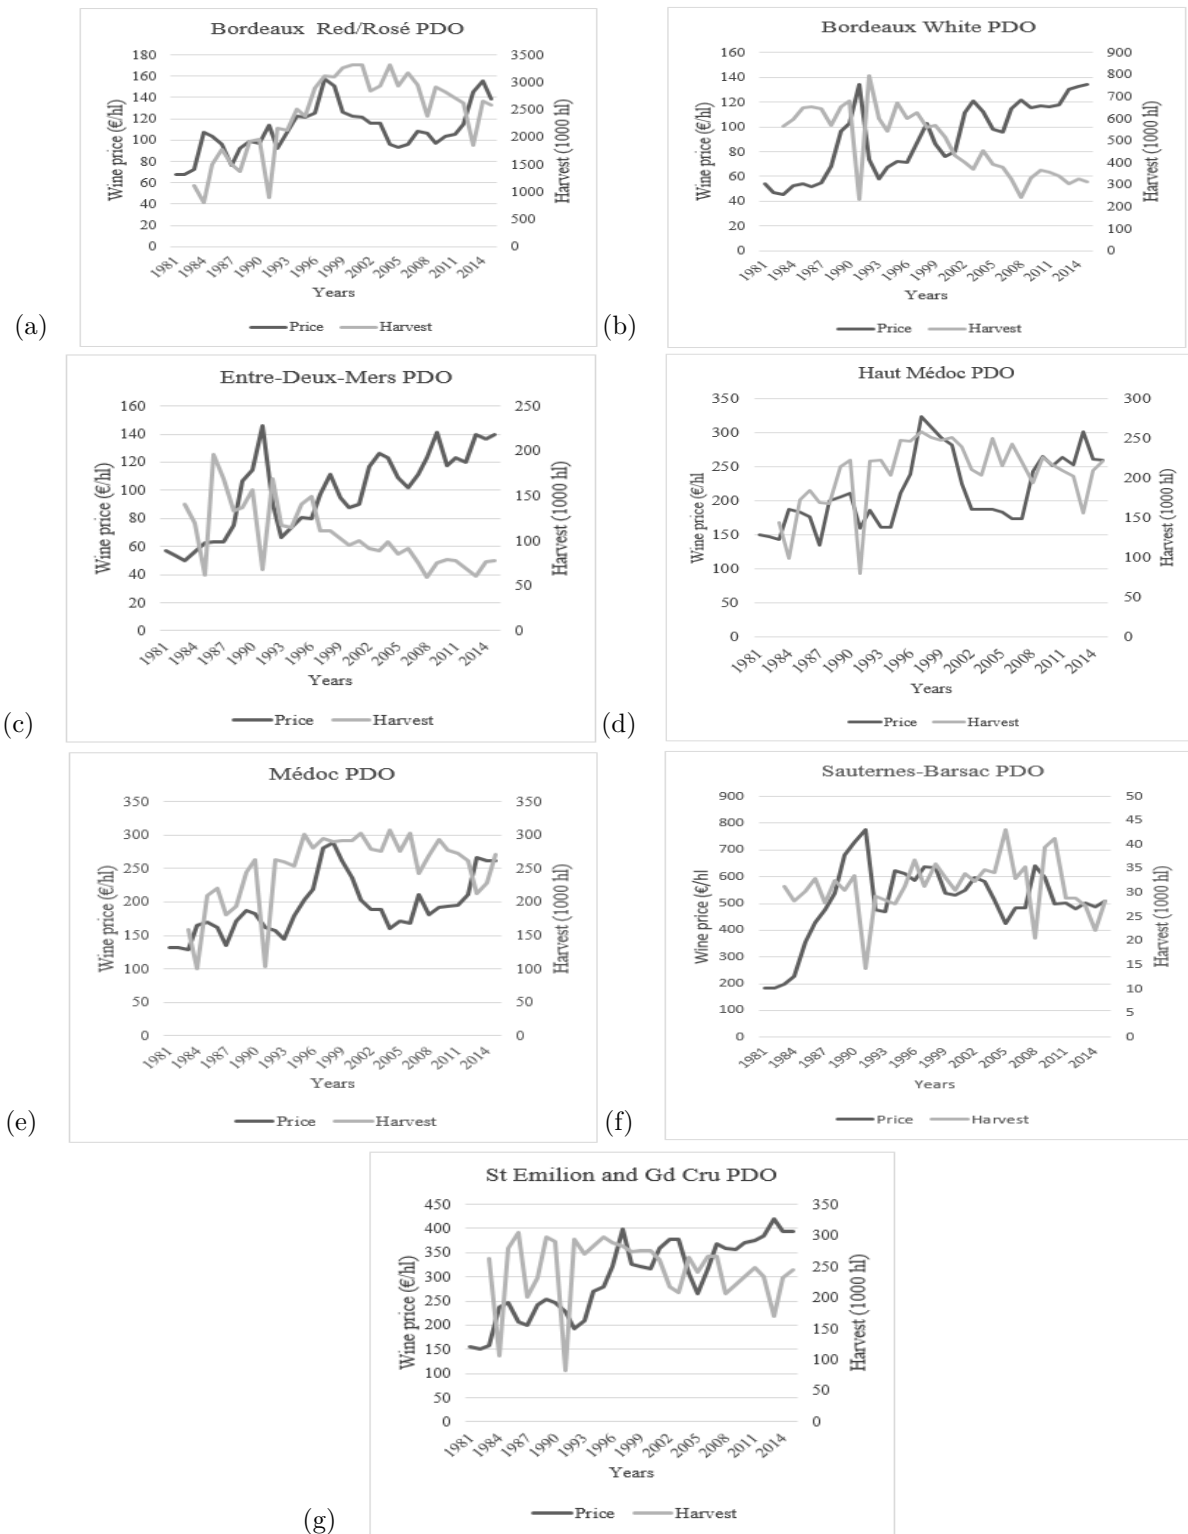 (a)
Bordeaux Red/Rosé PDO
Wine price (€/hl)
180
160
140
120
100
80
60
40
20
0
3500
3000
2500
2000
1500
1000
500
0
Harvest (1000 hl)
1981 1984 1987 1990 1993 1996 1999 2002 2005 2008 2011 2014
Years
Price Harvest
(b)
Bordeaux White PDO
Wine price (€/hl)
160
140
120
100
80
60
40
20
0
900
800
700
600
500
400
300
200
100
0
Harvest (1000 hl)
1981 1984 1987 1990 1993 1996 1999 2002 2005 2008 2011 2014
Years
Price Harvest
(c)
Entre-Deux-Mers PDO
Wine price (€/hl)
160
140
120
100
80
60
40
20
0
250
200
150
100
50
0
Harvest (1000 hl)
1981 1984 1987 1990 1993 1996 1999 2002 2005 2008 2011 2014
Years
Price Harvest
(d)
Haut Médoc PDO
Wine price (€/hl
350
300
250
200
150
100
50
0
300
250
200
150
100
50
0
Harvest (1000 hl)
1981 1984 1987 1990 1993 1996 1999 2002 2005 2008 2011 2014
Years
Price Harvest
(e)
Médoc PDO
Wine price (€/hl)
350
300
250
200
150
100
50
0
350
300
250
200
150
100
50
0
Harvest (1000 hl)
1981 1984 1987 1990 1993 1996 1999 2002 2005 2008 2011 2014
Years
Price Harvest
(f)
Sauternes-Barsac PDO
Wine price (€/hl
900
800
700
600
500
400
300
200
100
0
50
45
40
35
30
25
20
15
10
5
0
Harvest (1000 hl)
1981 1984 1987 1990 1993 1996 1999 2002 2005 2008 2011 2014
Years
Price Harvest
(g)
St Emilion and Gd Cru PDO
Wine price (€/hl)
450
400
350
300
250
200
150
100
50
0
350
300
250
200
150
100
50
0
Harvest (1000 hl)
1981 1984 1987 1990 1993 1996 1999 2002 2005 2008 2011 2014
Years
Price Harvest